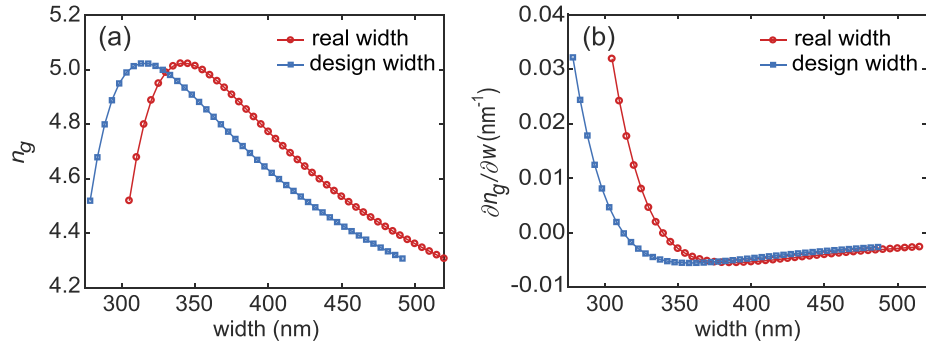 (a)
real width
design width
5.0
4.8
4.6
4.4
4.2
n_g
300
350
400
450
500
width (nm)
(b)
real width
design width
0.04
0.03
0.02
0.01
0.00
-0.01
∂n_g/∂w (nm⁻¹)
300
350
400
450
500
width (nm)